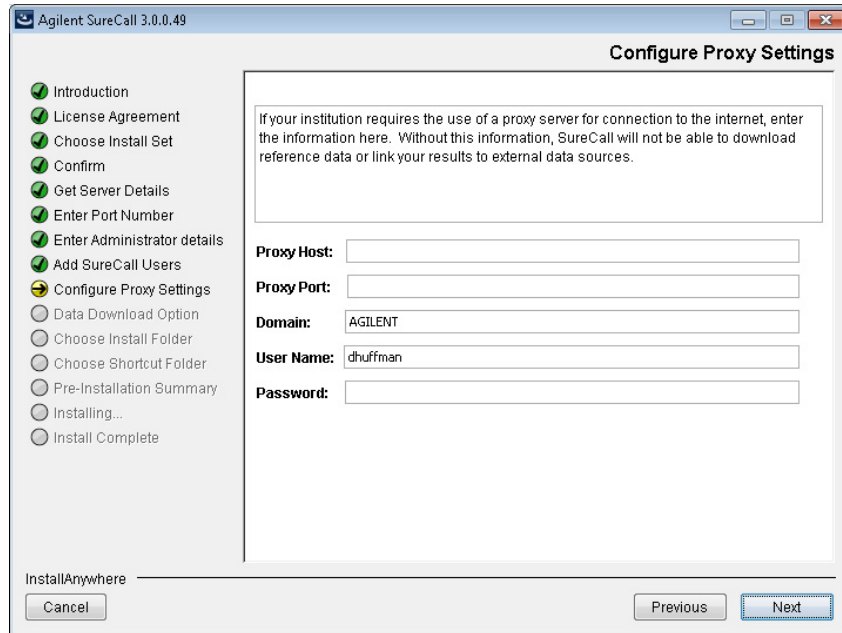 Agilent SureCall 3.0.0.49
Configure Proxy Settings
Introduction
License Agreement
Choose Install Set
Confirm
Get Server Details
Enter Port Number
Enter Administrator details
Add SureCall Users
Configure Proxy Settings
Data Download Option
Choose Install Folder
Choose Shortcut Folder
Pre-Installation Summary
Installing...
Install Complete
If your institution requires the use of a proxy server for connection to the internet, enter
the information here. Without this information, SureCall will not be able to download
reference data or link your results to external data sources.
Proxy Host:
Proxy Port:
Domain: AGILENT
User Name: dhuffman
Password:
InstallAnywhere
Cancel Previous Next